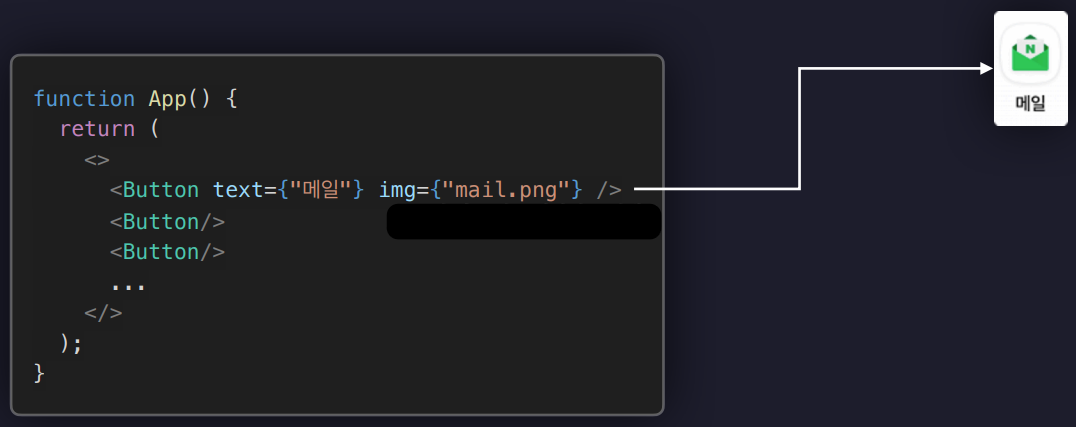 function App() {
  return (
    <>
      <Button text={"메일"} img={"mail.png"} />
      <Button/>
      <Button/>
      ...
    </>
  );
}
N
메일